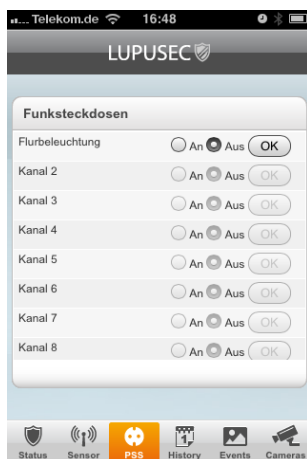 ... Telekom.de 16:48
LUPUSEC
Funksteckdosen
Flurbeleuchtung An Aus OK
Kanal 2 An Aus OK
Kanal 3 An Aus OK
Kanal 4 An Aus OK
Kanal 5 An Aus OK
Kanal 6 An Aus OK
Kanal 7 An Aus OK
Kanal 8 An Aus OK
Status Sensor PSS History Events Cameras